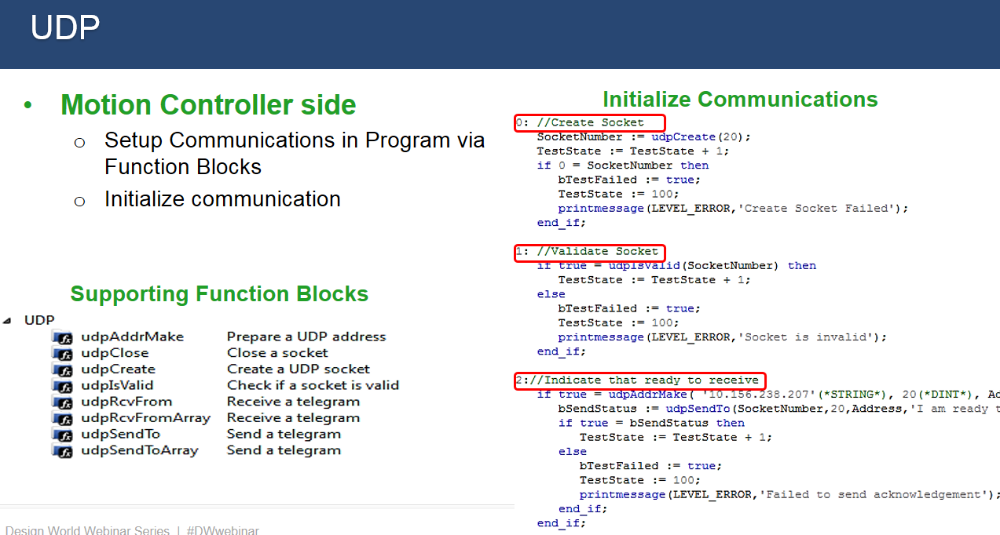 UDP
• Motion Controller side
o Setup Communications in Program via
Function Blocks
o Initialize communication
Supporting Function Blocks
UDP
udpAddrMake Prepare a UDP address
udpClose Close a socket
udpCreate Create a UDP socket
udpIsValid Check if a socket is valid
udpRcvFrom Receive a telegram
udpRcvFromArray Receive a telegram
udpSendTo Send a telegram
udpSendToArray Send a telegram
Initialize Communications
0: //Create Socket
SocketNumber := udpCreate(20);
TestState := TestState + 1;
if 0 = SocketNumber then
bTestFailed := true;
TestState := 100;
printmessage(LEVEL_ERROR,'Create Socket Failed');
end_if;
1: //Validate Socket
if true = udpIsValid(SocketNumber) then
TestState := TestState + 1;
else
bTestFailed := true;
TestState := 100;
printmessage(LEVEL_ERROR,'Socket is invalid');
end_if;
2://Indicate that ready to receive
if true = udpAddrMake( '10.156.238.207'(*STRING*), 20(*DINT*), Ad
bSendStatus := udpSendTo(SocketNumber,20,Address,'I am ready t
if true = bSendStatus then
TestState := TestState + 1;
else
bTestFailed := true;
TestState := 100;
printmessage(LEVEL_ERROR,'Failed to send acknowledgement');
end_if;
end_if;
Design World Webinar Series | #DWwebinar